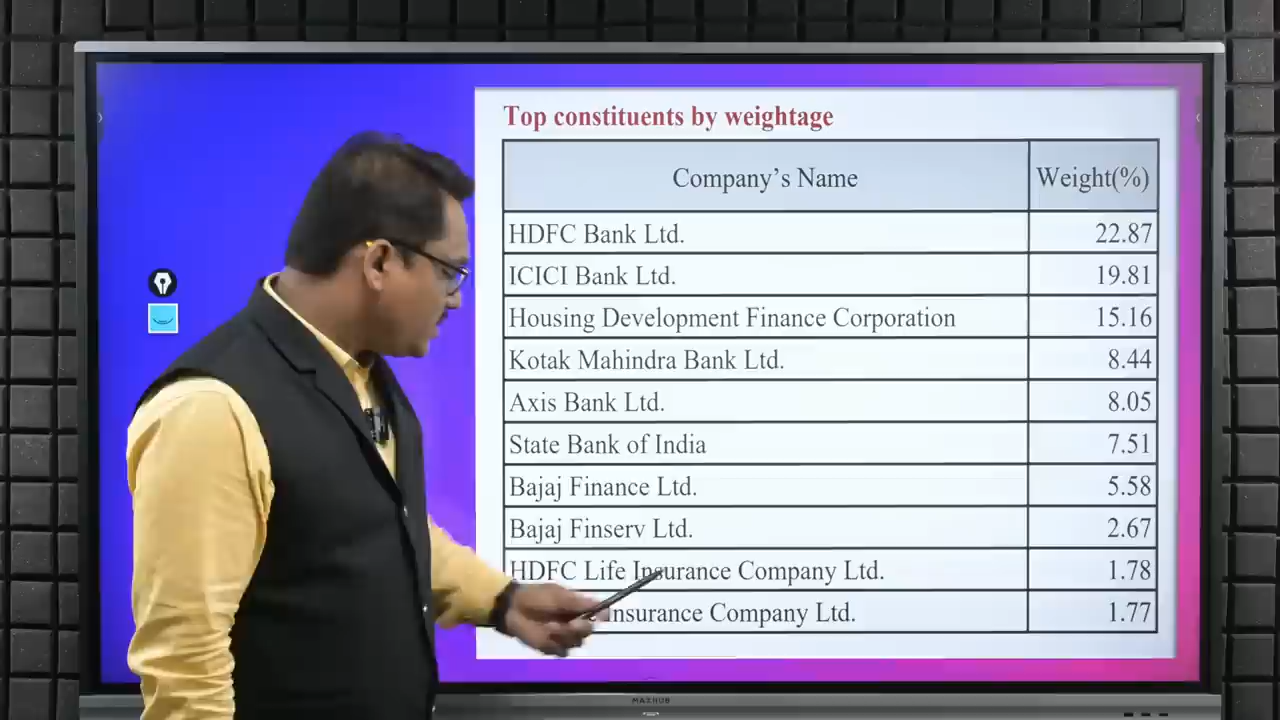 Top constituents by weightage
Company's Name Weight(%)
HDFC Bank Ltd. 22.87
ICICI Bank Ltd. 19.81
Housing Development Finance Corporation 15.16
Kotak Mahindra Bank Ltd. 8.44
Axis Bank Ltd. 8.05
State Bank of India 7.51
Bajaj Finance Ltd. 5.58
Bajaj Finserv Ltd. 2.67
HDFC Life Insurance Company Ltd. 1.78
Insurance Company Ltd. 1.77
MAXHUB